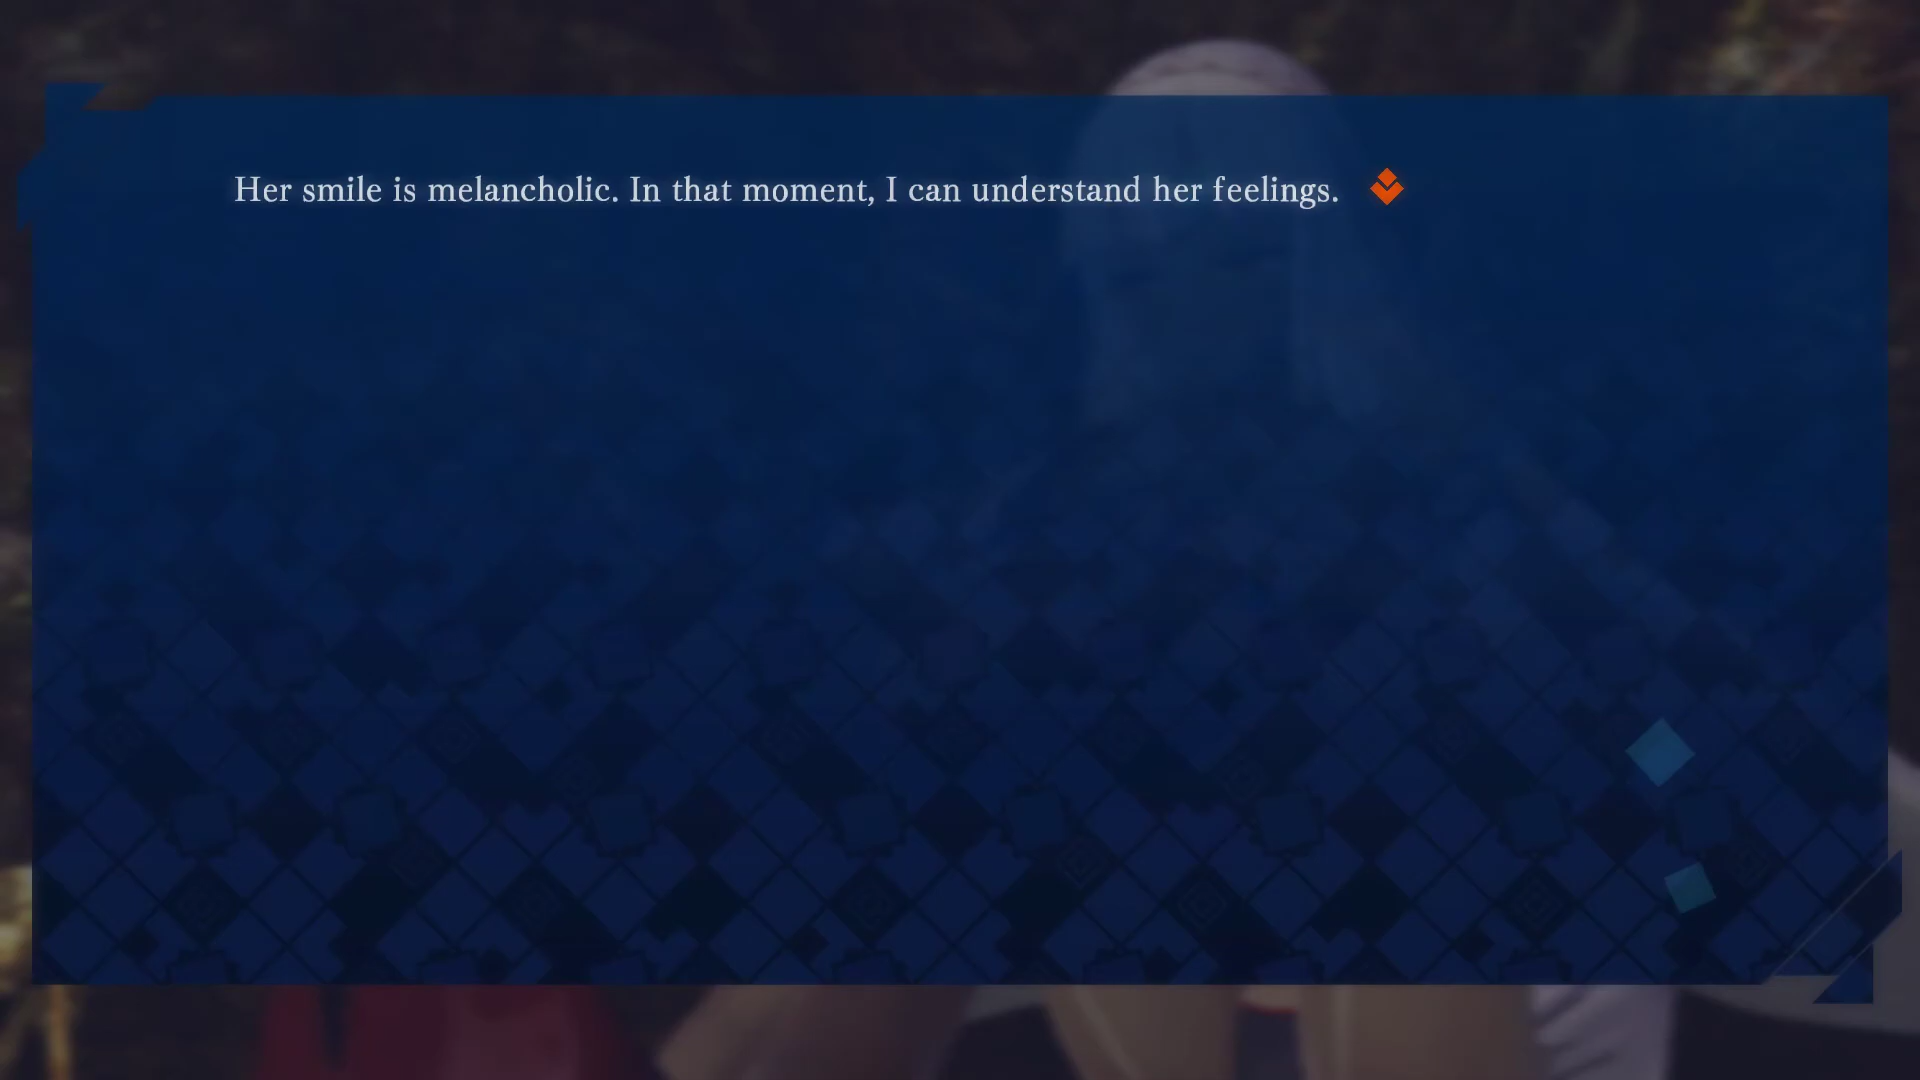 Her smile is melancholic. In that moment, I can understand her feelings.